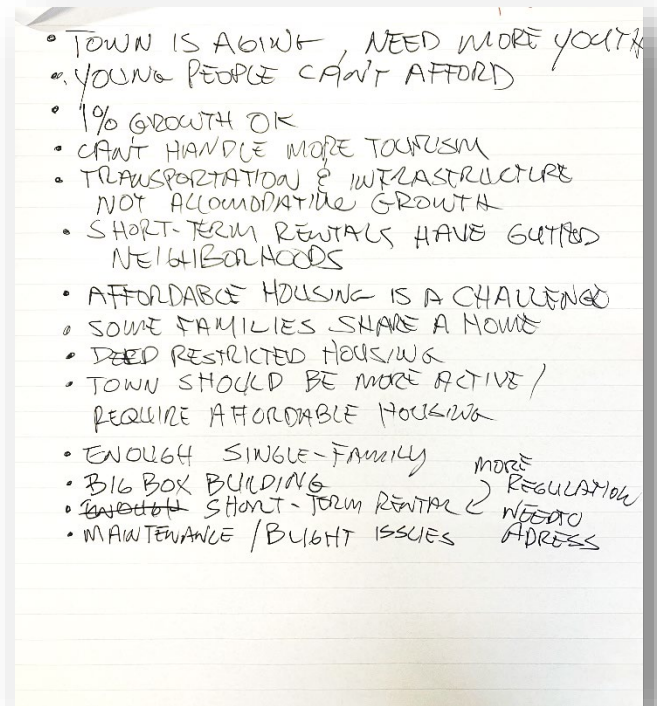 • TOWN IS AGING, NEED MORE YOUTH
• YOUNG PEOPLE CAN'T AFFORD
• 1% GROWTH OK
• CAN'T HANDLE MORE TOURISM
• TRANSPORTATION & INFRASTRUCTURE
NOT ACCOMODATING GROWTH
• SHORT-TERM RENTALS HAVE GUTTED
NEIGHBORHOODS
• AFFORDABLE HOUSING IS A CHALLENGE
• SOME FAMILIES SHARE A HOME
• DEED RESTRICTED HOUSING
• TOWN SHOULD BE MORE ACTIVE/
REQUIRE AFFORDABLE HOUSING
• ENOUGH SINGLE-FAMILY
• BIG BOX BUILDING
• ENOUGH SHORT-TERM RENTAL
• MAINTENANCE/BLIGHT ISSUES
MORE
REGULATION
NEED TO
ADRESS